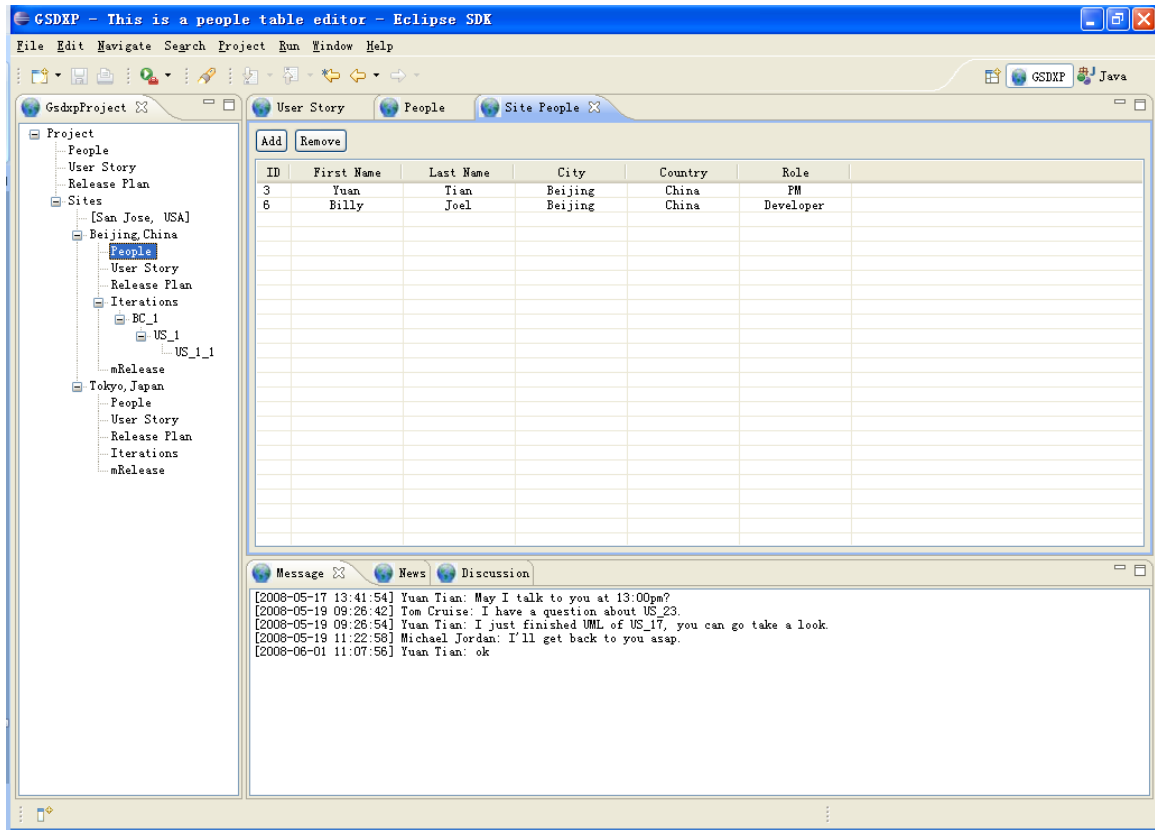 GSDXP - This is a people table editor - Eclipse SDK
File Edit Navigate Search Project Run Window Help
GSDXP Java
GsdxpProject
Project
People
User Story
Release Plan
Sites
[San Jose, USA]
Beijing,China
People
User Story
Release Plan
Iterations
BC_1
US_1
US_1_1
mRelease
Tokyo,Japan
People
User Story
Release Plan
Iterations
mRelease
User Story People Site People
Add Remove
ID First Name Last Name City Country Role
3 Yuan Tian Beijing China PM
6 Billy Joel Beijing China Developer
Message News Discussion
[2008-05-17 13:41:54] Yuan Tian: May I talk to you at 13:00pm?
[2008-05-19 09:26:42] Tom Cruise: I have a question about US_23.
[2008-05-19 09:26:54] Yuan Tian: I just finished UML of US_17, you can go take a look.
[2008-05-19 11:22:58] Michael Jordan: I'll get back to you asap.
[2008-06-01 11:07:56] Yuan Tian: ok